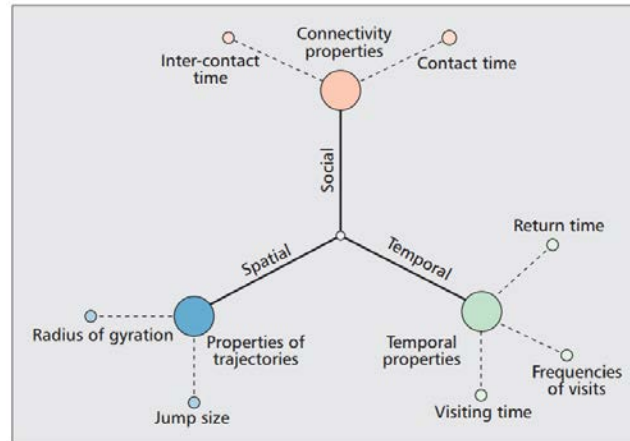 Connectivity
properties
Inter-contact
time
Contact time
Social
Spatial
Temporal
Return time
Radius of gyration
Properties of
trajectories
Temporal
properties
Frequencies
of visits
Jump size
Visiting time